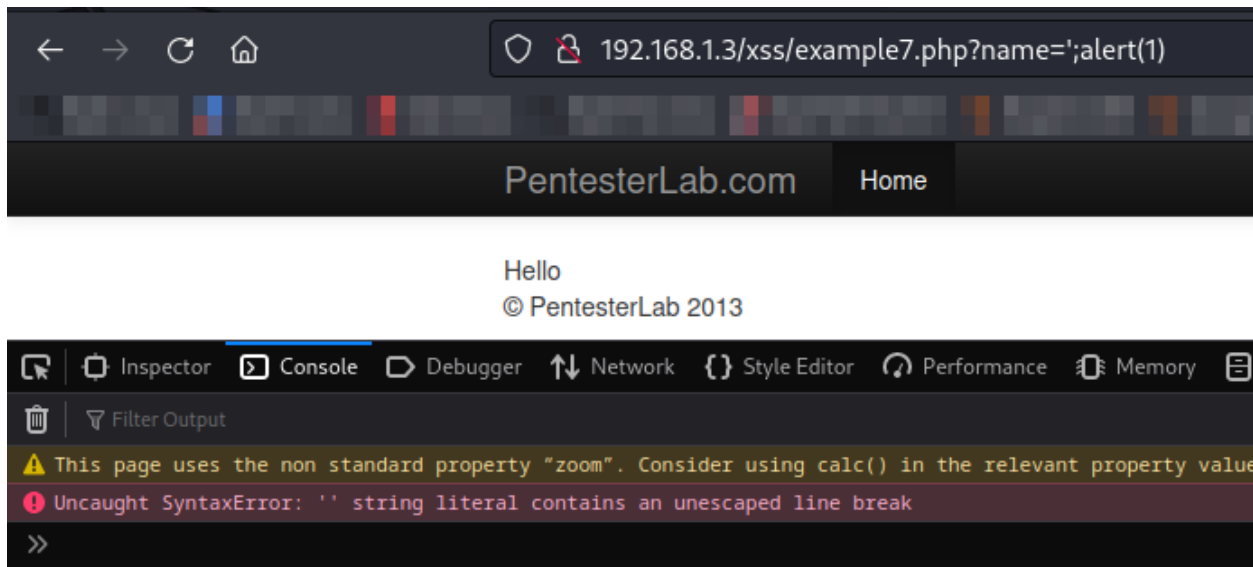 192.168.1.3/xss/example7.php?name=';alert(1)
PentesterLab.com Home
Hello
© PentesterLab 2013
Inspector Console Debugger Network {} Style Editor Performance Memory
Filter Output
This page uses the non standard property “zoom”. Consider using calc() in the relevant property value
Uncaught SyntaxError: '' string literal contains an unescaped line break